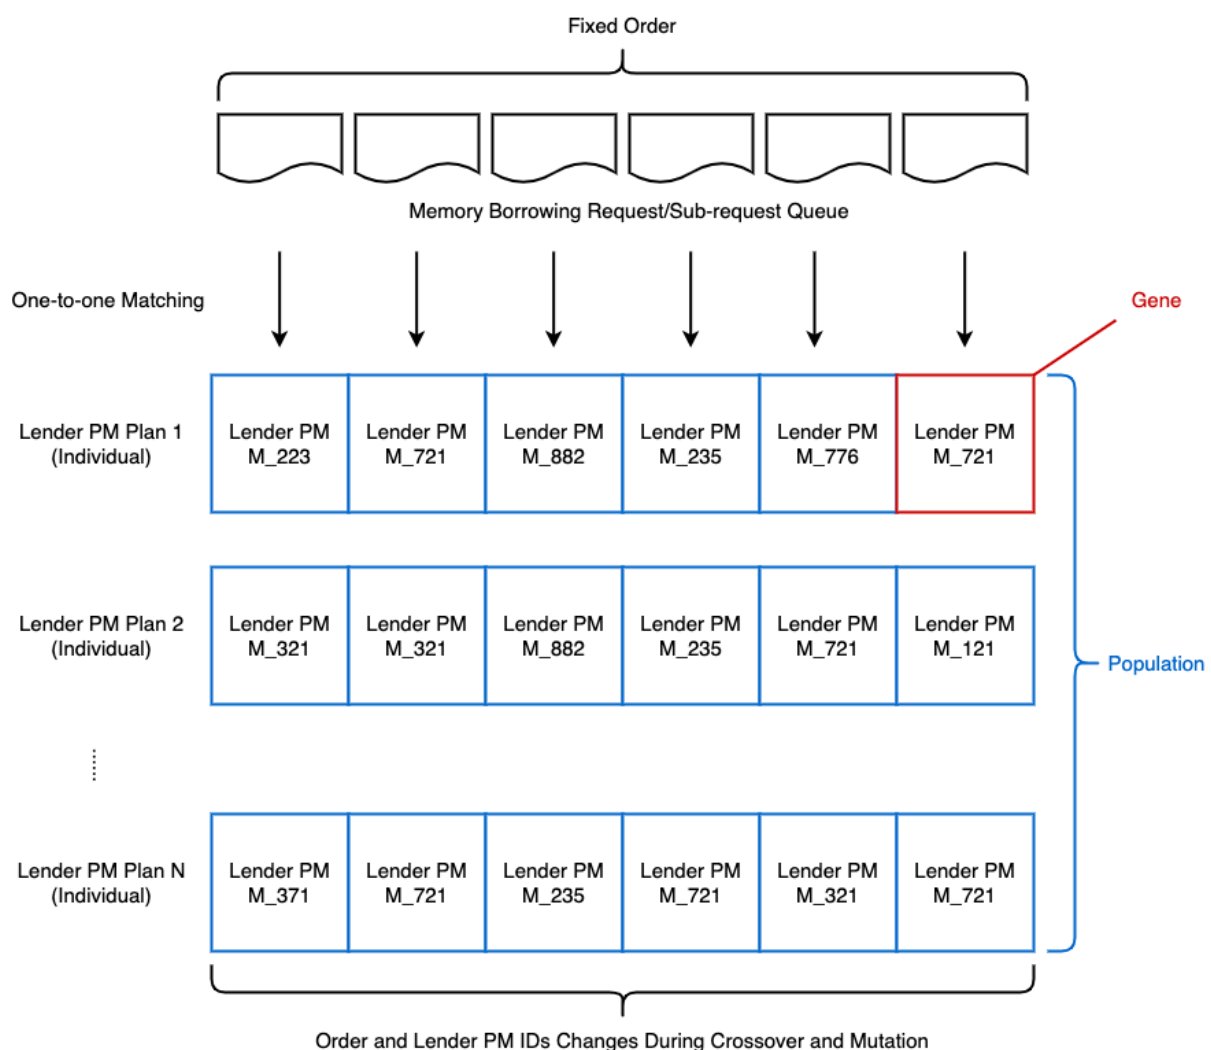 Fixed Order
Memory Borrowing Request/Sub-request Queue
One-to-one Matching
Gene
Lender PM Plan 1
(Individual)
Lender PM
M_223
Lender PM
M_721
Lender PM
M_882
Lender PM
M_235
Lender PM
M_776
Lender PM
M_721
Lender PM Plan 2
(Individual)
Lender PM
M_321
Lender PM
M_321
Lender PM
M_882
Lender PM
M_235
Lender PM
M_721
Lender PM
M_121
Population
Lender PM Plan N
(Individual)
Lender PM
M_371
Lender PM
M_721
Lender PM
M_235
Lender PM
M_721
Lender PM
M_321
Lender PM
M_721
Order and Lender PM IDs Changes During Crossover and Mutation